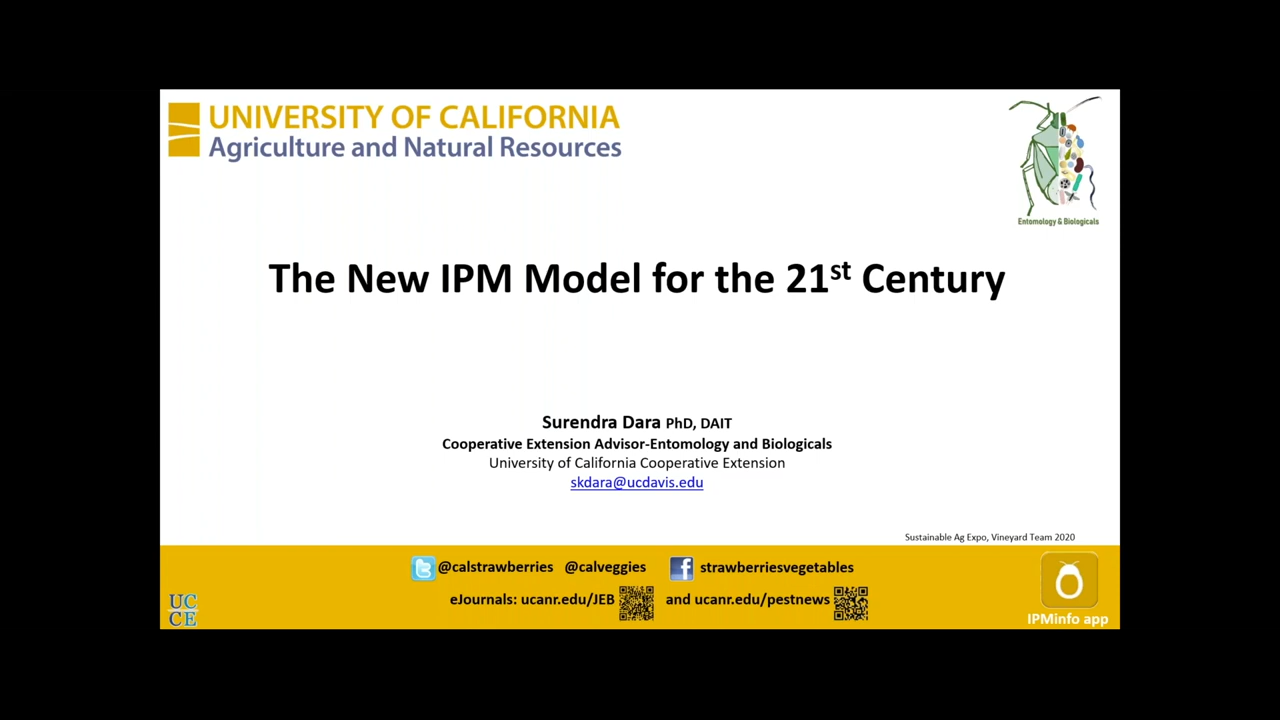 UNIVERSITY OF CALIFORNIA
Agriculture and Natural Resources
Entomology & Biologicals
The New IPM Model for the 21st Century
Surendra Dara PhD, DAIT
Cooperative Extension Advisor-Entomology and Biologicals
University of California Cooperative Extension
skdara@ucdavis.edu
Sustainable Ag Expo, Vineyard Team 2020
@calstrawberries @calveggies strawberriesvegetables
eJournals: ucanr.edu/JEB and ucanr.edu/pestnews
UC
CE
IPMinfo app